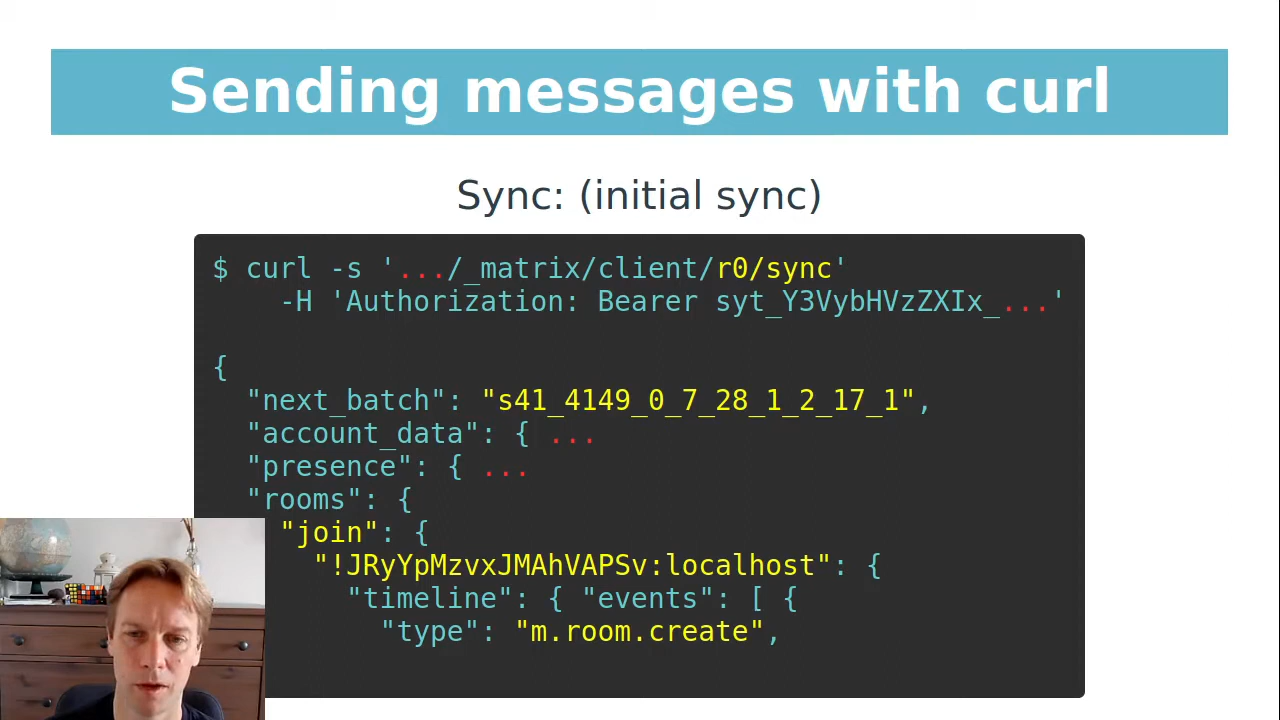 Sending messages with curl
Sync: (initial sync)
$ curl -s '.../_matrix/client/r0/sync'
-H 'Authorization: Bearer syt_Y3VybHVzZXIx_...'
{
"next_batch": "s41_4149_0_7_28_1_2_17_1",
"account_data": { ...
"presence": { ...
"rooms": {
"join": {
"!JRyYpMzvxJMAhVAPSv:localhost": {
"timeline": { "events": [ {
"type": "m.room.create",